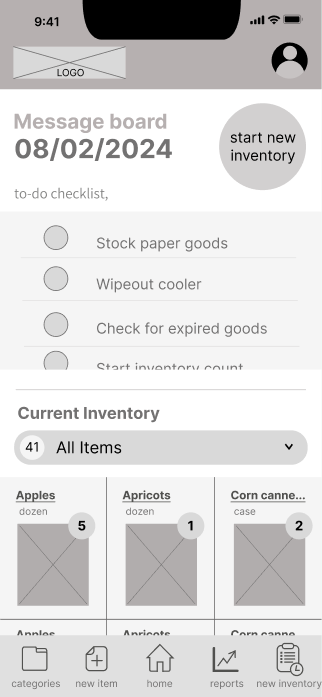 9:41
LOGO
Message board
08/02/2024
start new
inventory
to-do checklist,
Stock paper goods
Wipeout cooler
Check for expired goods
Start inventory count
Current Inventory
41 All Items
Apples Apricots Corn canne...
dozen dozen case
5 1 2
Apples Apricots Corn canne...
categories new item home reports new inventory